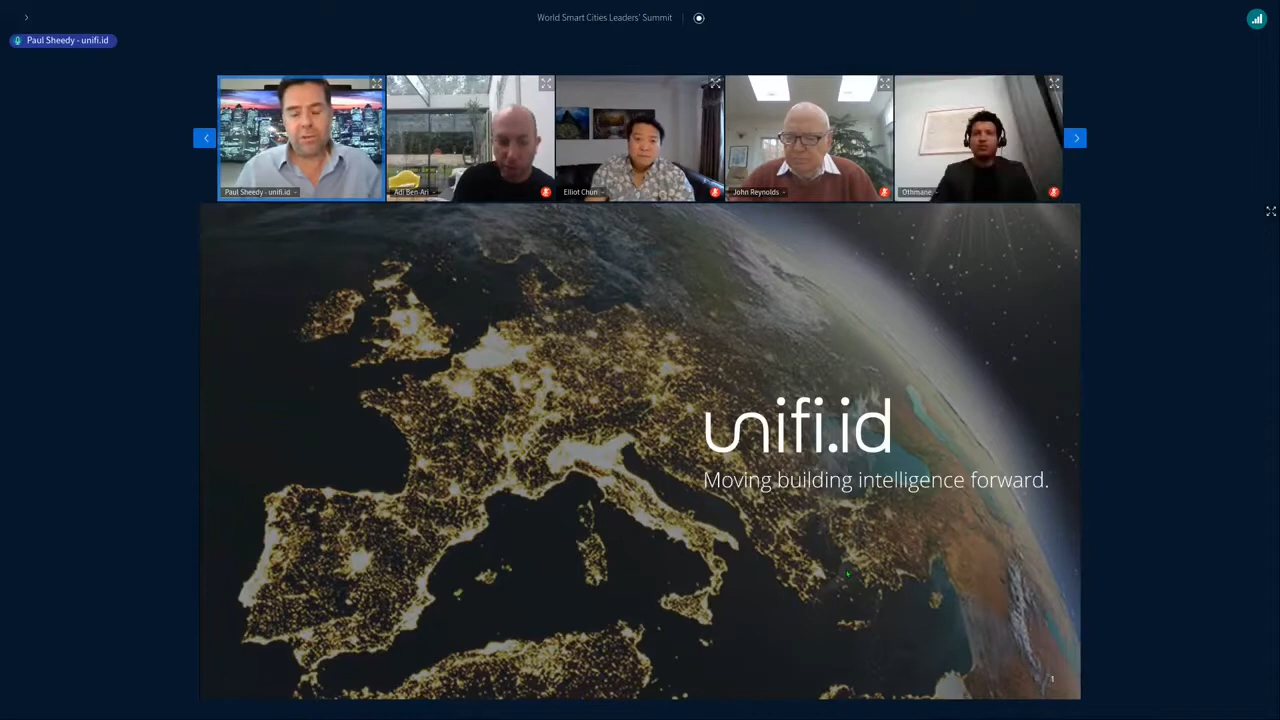 World Smart Cities Leaders' Summit
Paul Sheedy - unifi.id
Paul Sheedy - unifi.id
Adi Ben-Ari
Elliot Chun
John Reynolds
Othmane
unifi.id
Moving building intelligence forward.
1